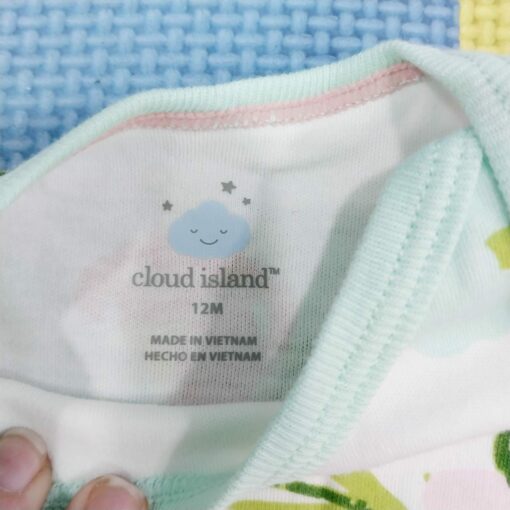 cloud island™
12M
MADE IN VIETNAM
HECHO EN VIETNAM